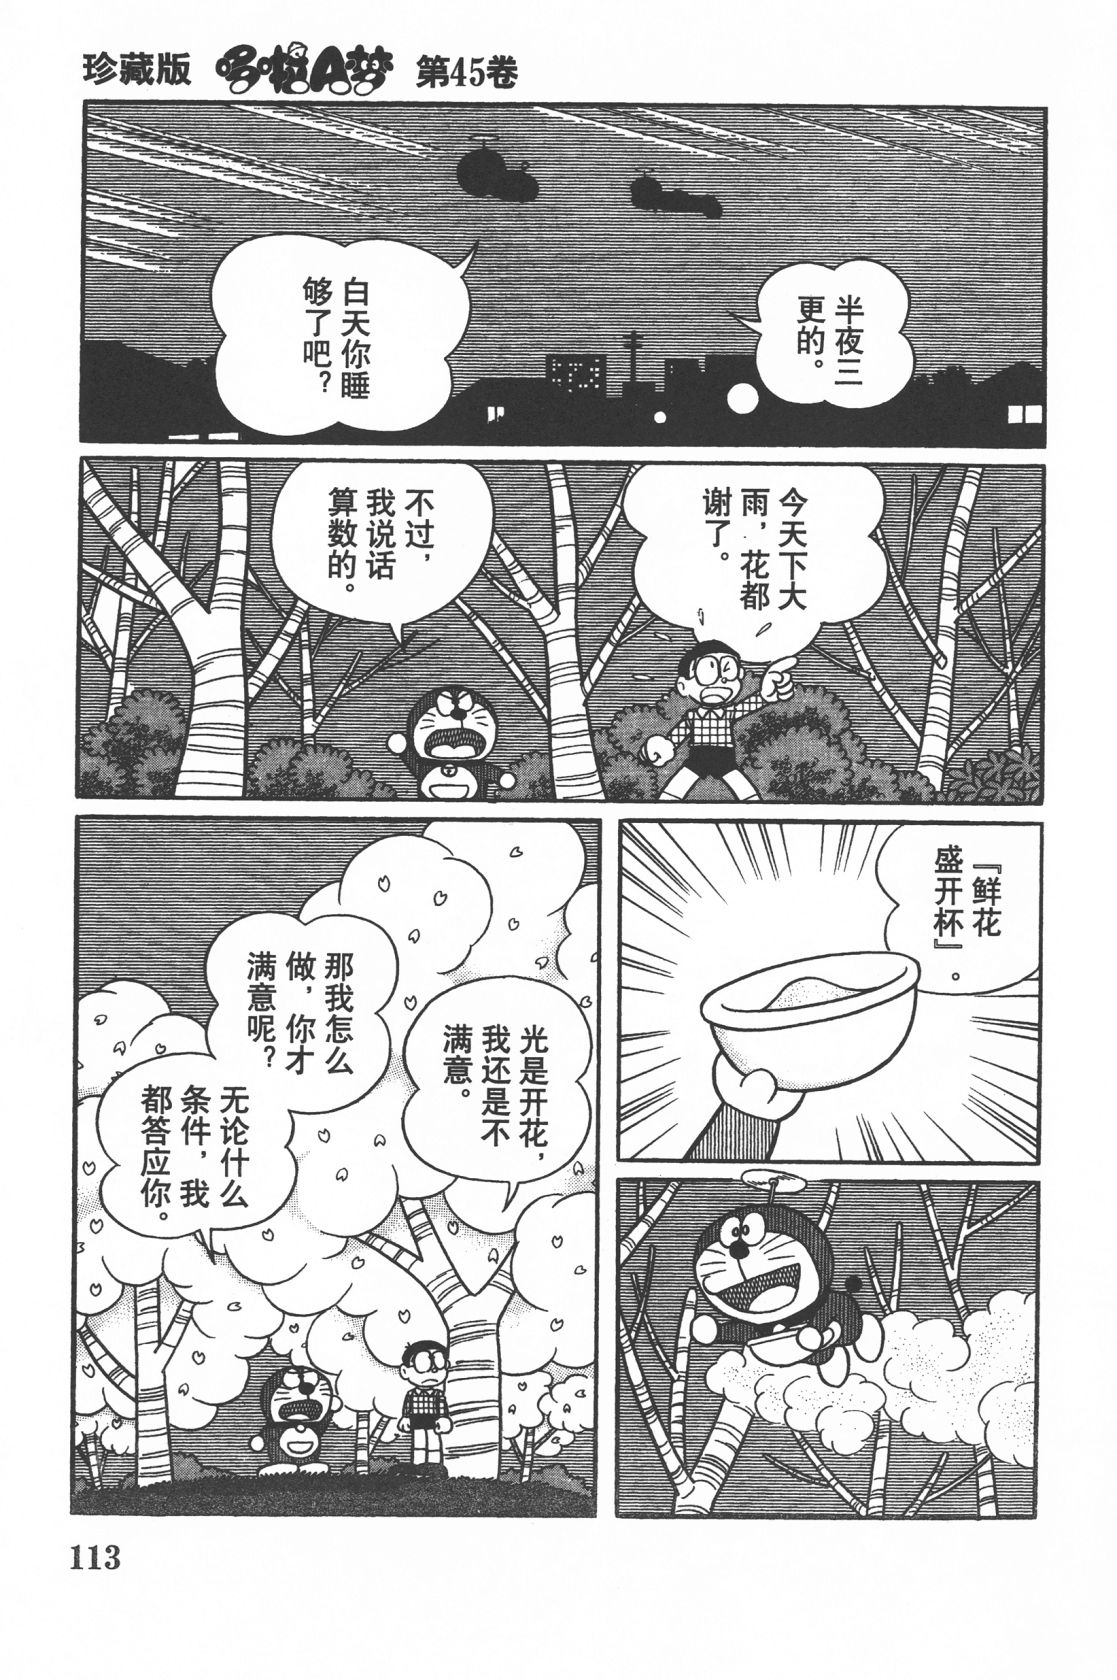 珍藏版 哆啦A梦 第45卷
半夜三
更的。
白天你睡
够了吧？
今天下大
雨，花都
谢了。
不过，
我说话
算数的。
『鲜花
盛开杯』。
光是开花，
我还是不
满意。
那我怎么
做，你才
满意呢？
无论什么
条件，我
都答应你。
113